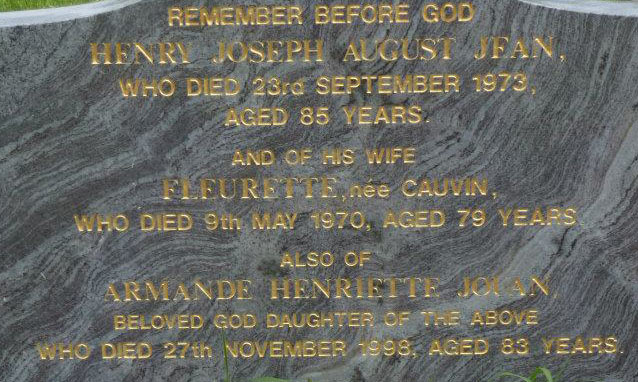 REMEMBER BEFORE GOD
HENRY JOSEPH AUGUST JEAN,
WHO DIED 23rd SEPTEMBER 1973,
AGED 85 YEARS.
AND OF HIS WIFE
FLEURETTE, née CAUVIN,
WHO DIED 9th MAY 1970, AGED 79 YEARS
ALSO OF
ARMANDE HENRIETTE JOUAN,
BELOVED GOD DAUGHTER OF THE ABOVE
WHO DIED 27th NOVEMBER 1998, AGED 83 YEARS.